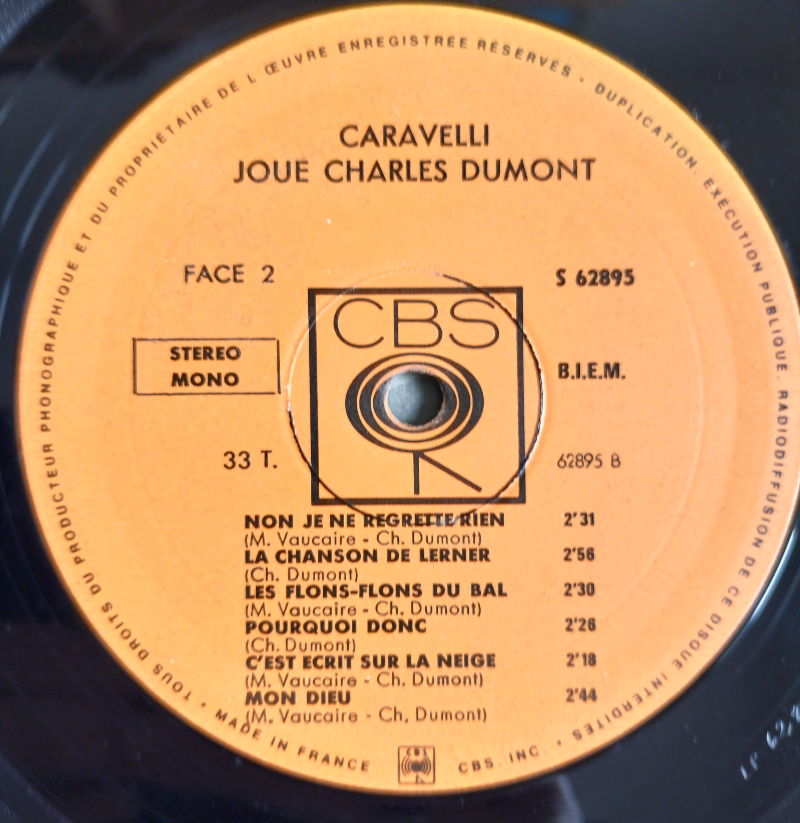 CARAVELLI
JOUE CHARLES DUMONT
FACE 2
S 62895
CBS
STEREO
MONO
B.I.E.M.
33 T.
62895 B
NON JE NE REGRETTE RIEN 2'31
(M. Vaucaire - Ch. Dumont)
LA CHANSON DE LERNER 2'56
(Ch. Dumont)
LES FLONS-FLONS DU BAL 2'30
(M. Vaucaire - Ch. Dumont)
POURQUOI DONC 2'26
(Ch. Dumont)
C'EST ECRIT SUR LA NEIGE 2'18
(M. Vaucaire - Ch. Dumont)
MON DIEU 2'44
(M. Vaucaire - Ch. Dumont)
TOUS DROITS DU PRODUCTEUR PHONOGRAPHIQUE ET DU PROPRIÉTAIRE DE L'ŒUVRE ENREGISTRÉE RÉSERVÉS • DUPLICATION, EXÉCUTION PUBLIQUE, RADIODIFFUSION DE CE DISQUE INTERDITES •
MADE IN FRANCE
CBS
CBS. INC.